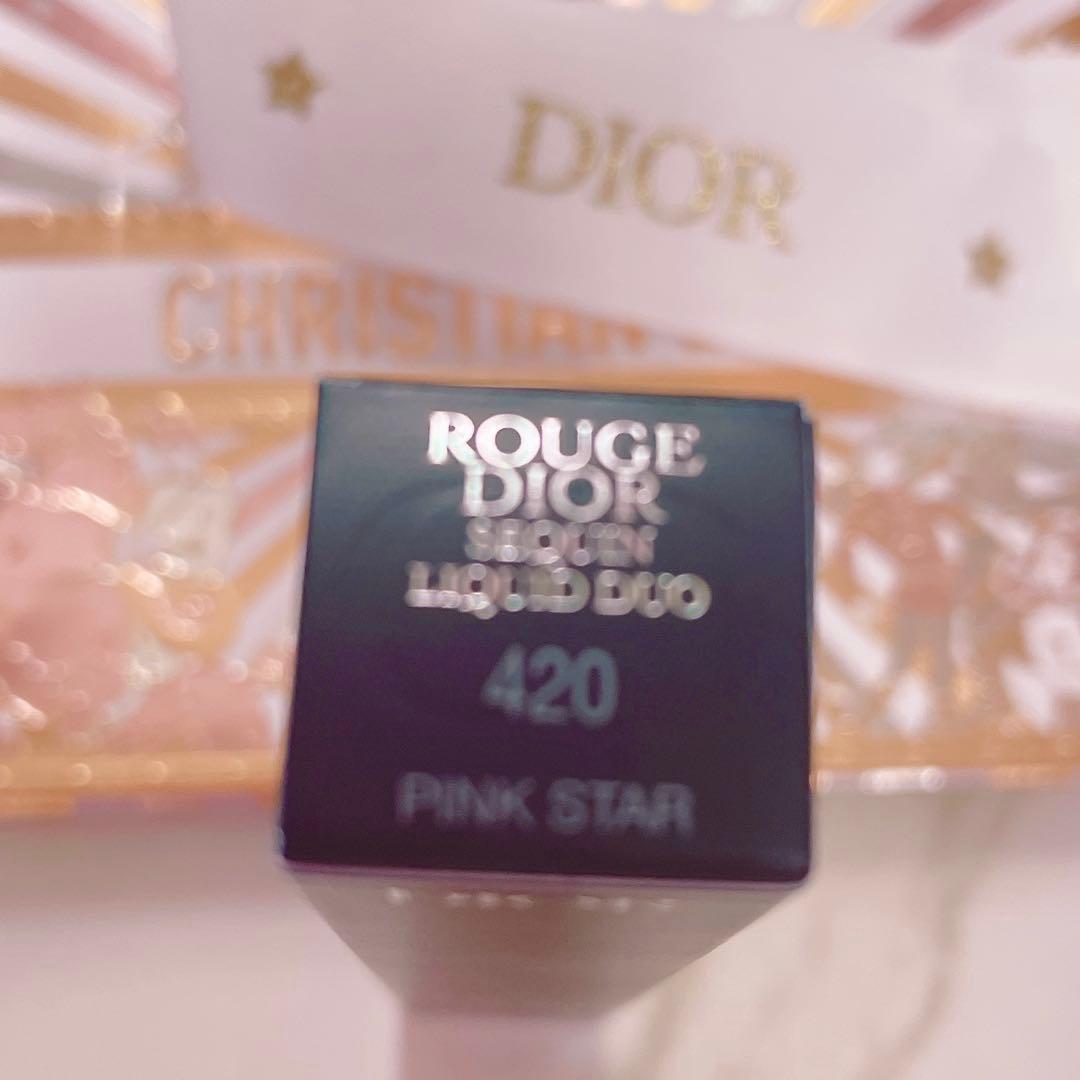 DIOR
CHRISTIAN
ROUGE
DIOR
SEQUIN
LIQUID DUO
420
PINK STAR